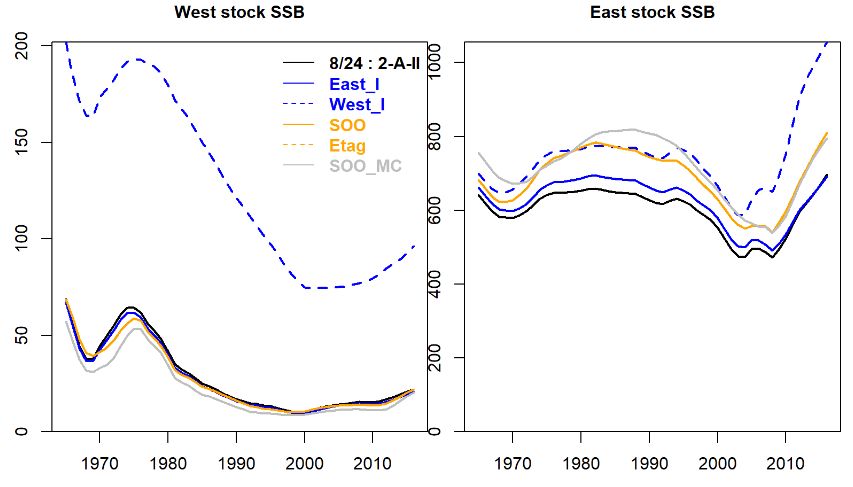 West stock SSB
200
150
100
50
0
1970 1980 1990 2000 2010
8/24 : 2-A-II
East_I
West_I
SOO
Etag
SOO_MC
East stock SSB
1000
800
600
400
200
0
1970 1980 1990 2000 2010